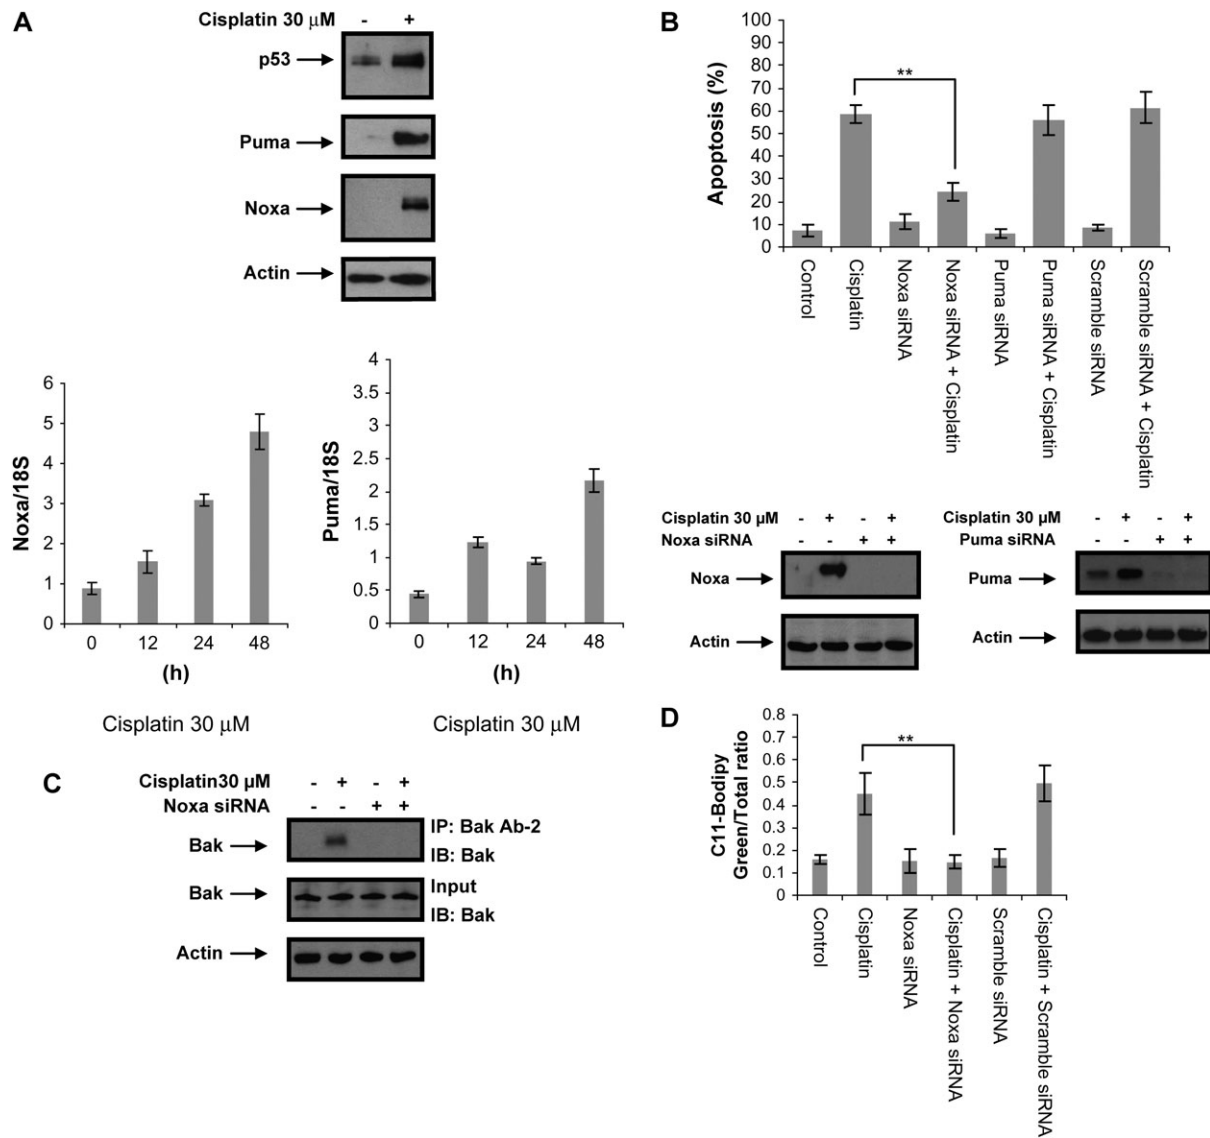 A
Cisplatin 30 μM - +
p53
Puma
Noxa
Actin
6
5
4
3
2
1
0
Noxa/18S
0 12 24 48
(h)
Cisplatin 30 μM
4
3.5
3
2.5
2
1.5
1
0.5
0
Puma/18S
0 12 24 48
(h)
Cisplatin 30 μM
B
100
90
80
70
60
50
40
30
20
10
0
Apoptosis (%)
**
Control
Cisplatin
Noxa siRNA
Noxa siRNA + Cisplatin
Puma siRNA
Puma siRNA + Cisplatin
Scramble siRNA
Scramble siRNA + Cisplatin
Cisplatin 30 μM - + - +
Noxa siRNA - - + +
Noxa
Actin
Cisplatin 30 μM - + - +
Puma siRNA - - + +
Puma
Actin
C
Cisplatin30 μM - + - +
Noxa siRNA - - + +
Bak
IP: Bak Ab-2
IB: Bak
Bak
Input
IB: Bak
Actin
D
0.8
0.7
0.6
0.5
0.4
0.3
0.2
0.1
0
C11-Bodipy
Green/Total ratio
**
Control
Cisplatin
Noxa siRNA
Cisplatin + Noxa siRNA
Scramble siRNA
Cisplatin + Scramble siRNA